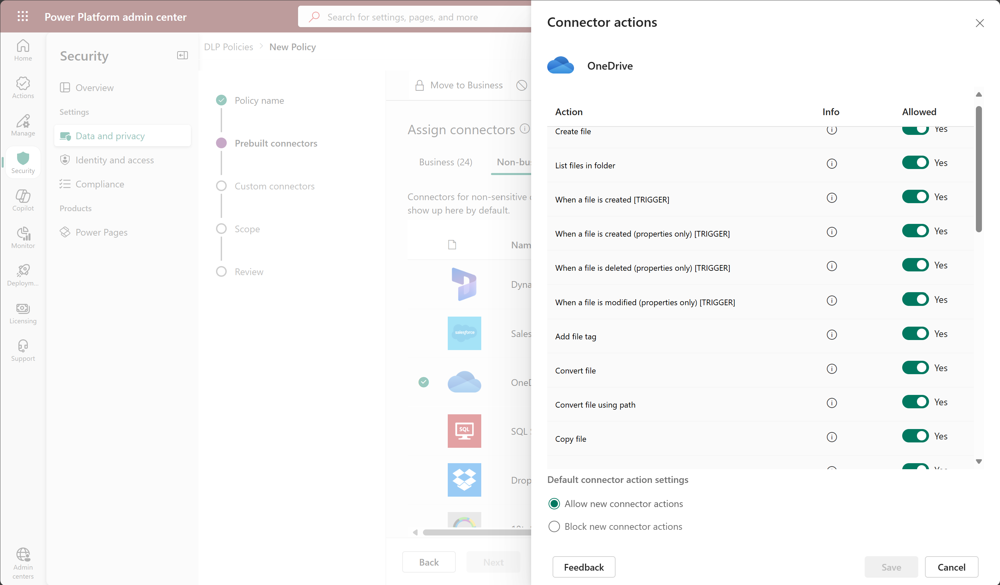 Power Platform admin center
Search for settings, pages, and more
Home
Actions
Manage
Security
Copilot
Monitor
Deploym...
Licensing
Support
Admin
centers
Security
Overview
Settings
Data and privacy
Identity and access
Compliance
Products
Power Pages
DLP Policies
New Policy
Policy name
Prebuilt connectors
Custom connectors
Scope
Review
Move to Business
Assign connectors
Business (24)
Non-bus
Connectors for non-sensitive
show up here by default.
Nam
Dyna
salesforce
Sales
OneD
SQL
SQL
Drop
Back
Next
Connector actions
OneDrive
Action Info Allowed
Create file Yes
List files in folder Yes
When a file is created [TRIGGER] Yes
When a file is created (properties only) [TRIGGER] Yes
When a file is deleted (properties only) [TRIGGER] Yes
When a file is modified (properties only) [TRIGGER] Yes
Add file tag Yes
Convert file Yes
Convert file using path Yes
Copy file Yes
Default connector action settings
Allow new connector actions
Block new connector actions
Feedback
Save
Cancel